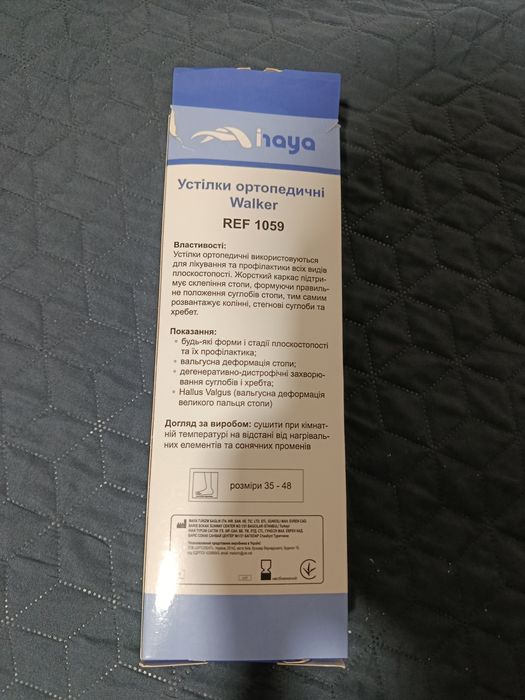 ihaya
Устілки ортопедичні
Walker
REF 1059
Властивості:
Устілки ортопедичні використовуються
для лікування та профілактики всіх видів
плоскостопості. Жорсткий каркас підтри-
мує склепіння стопи, формуючи правиль-
не положення суглобів стопи, тим самим
розвантажує колінні, стегнові суглоби та
хребет.
Показання:
• будь-які форми і стадії плоскостопості
та їх профілактика;
• вальгусна деформація стопи;
• дегенеративно-дистрофічні захворю-
вання суглобів і хребта;
• Hallus Valgus (вальгусна деформація
великого пальця стопи)
Догляд за виробом: сушити при кімнат-
ній температурі на відстані від нагріваль-
них елементів та сонячних променів
розміри 35 - 48